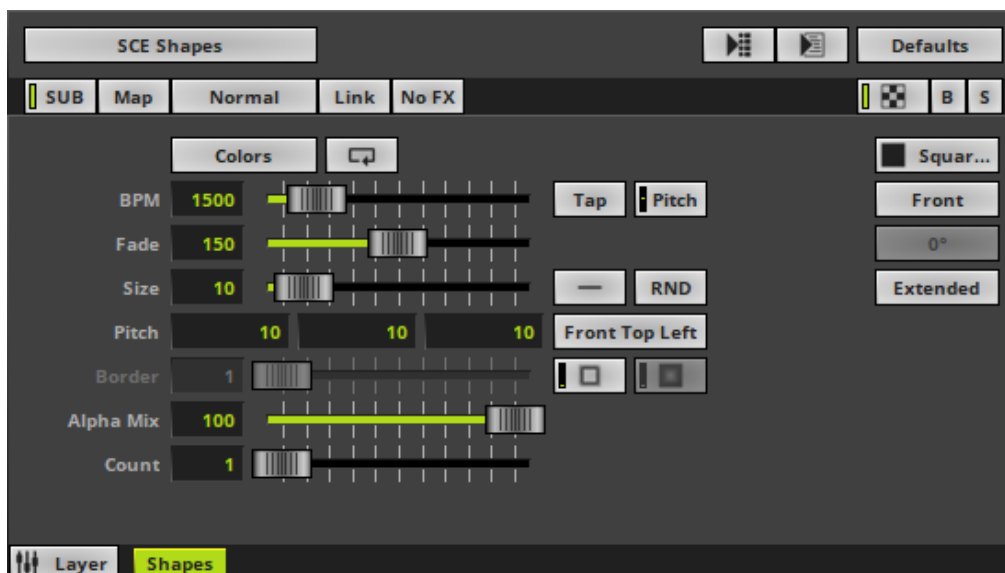 SCE Shapes Defaults
SUB Map Normal Link No FX B S
Colors Squar...
BPM 1500 Tap Pitch Front
Fade 150 0°
Size 10 RND Extended
Pitch 10 10 10 Front Top Left
Border 1
Alpha Mix 100
Count 1
Layer Shapes